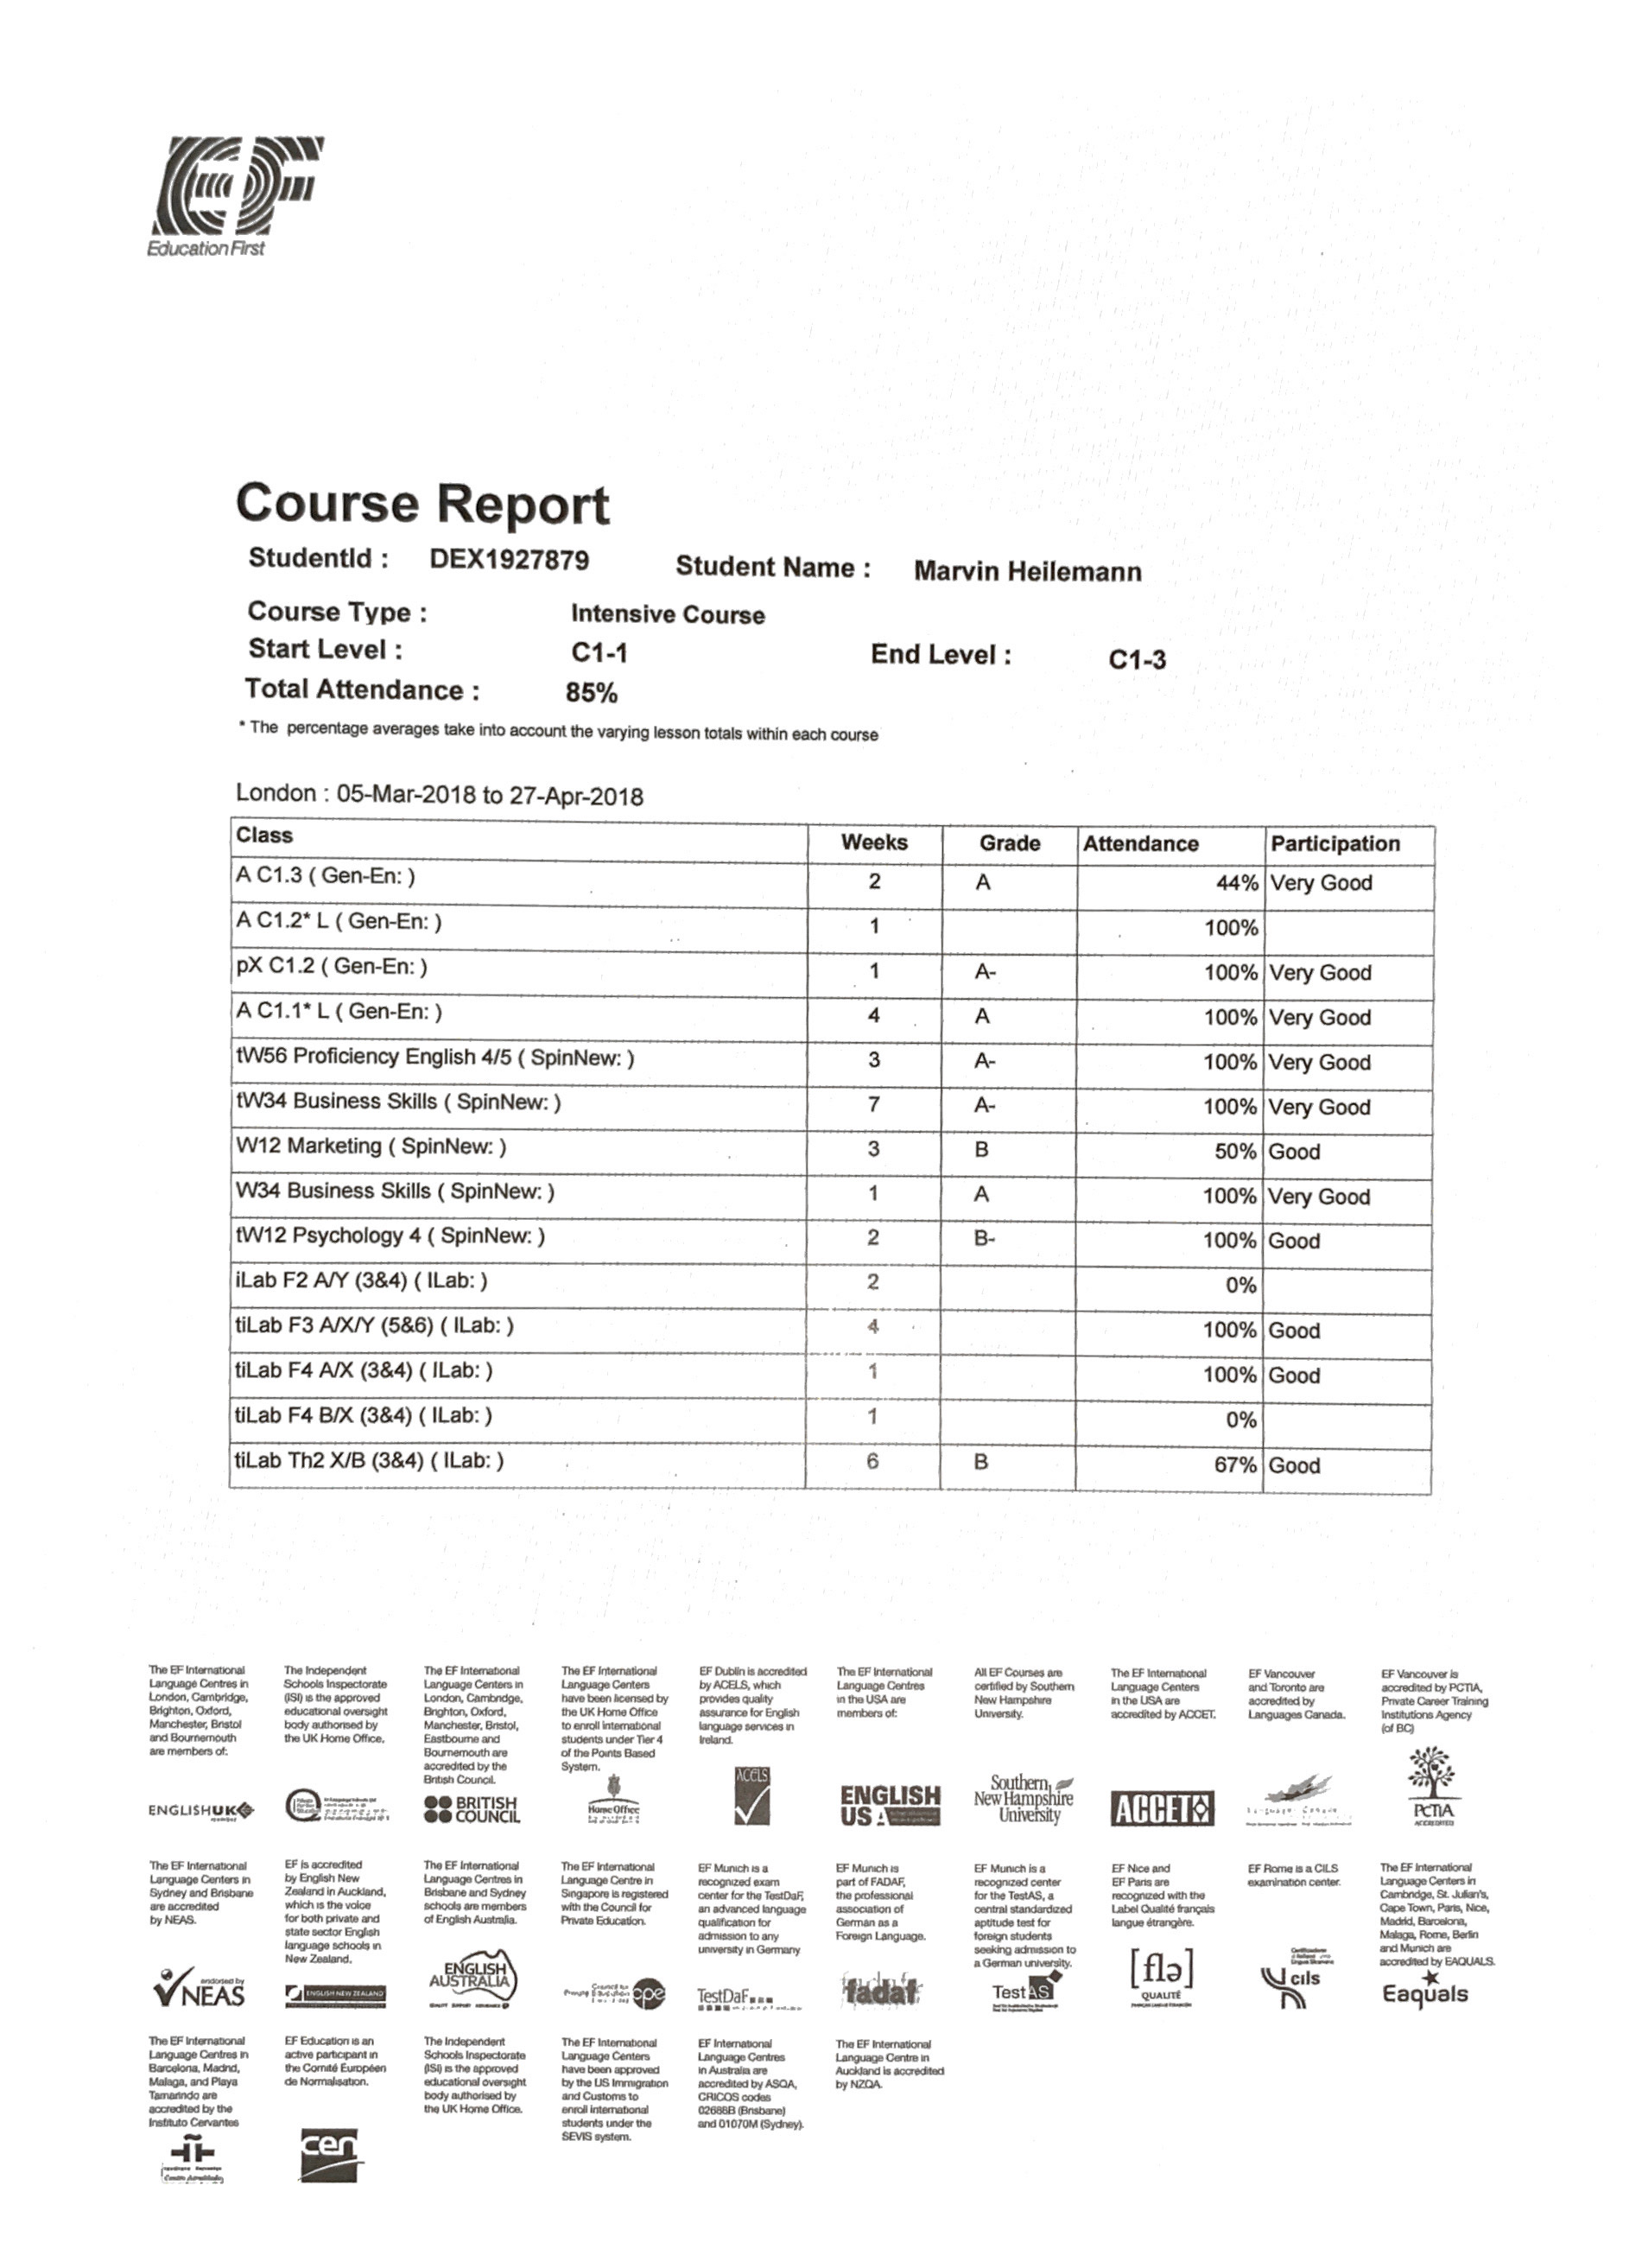 EF
Education First
Course Report
StudentId : DEX1927879 Student Name : Marvin Heilemann
Course Type : Intensive Course
Start Level : C1-1 End Level : C1-3
Total Attendance : 85%
* The percentage averages take into account the varying lesson totals within each course
London : 05-Mar-2018 to 27-Apr-2018
Class Weeks Grade Attendance Participation
A C1.3 ( Gen-En: ) 2 A 44% Very Good
A C1.2* L ( Gen-En: ) 1 100%
pX C1.2 ( Gen-En: ) 1 A- 100% Very Good
A C1.1* L ( Gen-En: ) 4 A 100% Very Good
tW56 Proficiency English 4/5 ( SpinNew: ) 3 A- 100% Very Good
tW34 Business Skills ( SpinNew: ) 7 A- 100% Very Good
W12 Marketing ( SpinNew: ) 3 B 50% Good
W34 Business Skills ( SpinNew: ) 1 A 100% Very Good
tW12 Psychology 4 ( SpinNew: ) 2 B- 100% Good
iLab F2 A/Y (3&4) ( ILab: ) 2 0%
tiLab F3 A/X/Y (5&6) ( ILab: ) 4 100% Good
tiLab F4 A/X (3&4) ( ILab: ) 1 100% Good
tiLab F4 B/X (3&4) ( ILab: ) 1 0%
tiLab Th2 X/B (3&4) ( ILab: ) 6 B 67% Good
The EF International
Language Centres in
London, Cambridge,
Brighton, Oxford,
Manchester, Bristol
and Bournemouth
are members of:
ENGLISHUK
MEMBER
The Independent
Schools Inspectorate
(ISI) is the approved
educational oversight
body authorised by
the UK Home Office.
The EF International
Language Centers in
London, Cambridge,
Brighton, Oxford,
Manchester, Bristol,
Eastbourne and
Bournemouth are
accredited by the
British Council.
BRITISH
COUNCIL
The EF International
Language Centers
have been licensed by
the UK Home Office
to enroll international
students under Tier 4
of the Points Based
System.
Home Office
EF Dublin is accredited
by ACELS, which
provides quality
assurance for English
language services in
Ireland.
ACELS
The EF International
Language Centres
in the USA are
members of:
ENGLISH
USA
All EF Courses are
certified by Southern
New Hampshire
University.
Southern
New Hampshire
University
The EF International
Language Centers
in the USA are
accredited by ACCET.
ACCET
EF Vancouver
and Toronto are
accredited by
Languages Canada.
EF Vancouver is
accredited by PCTIA,
Private Career Training
Institutions Agency
(of BC)
PCTIA
ACCREDITED
The EF International
Language Centers in
Sydney and Brisbane
are accredited
by NEAS.
endorsed by
NEAS
EF is accredited
by English New
Zealand in Auckland,
which is the voice
for both private and
state sector English
language schools in
New Zealand.
ENGLISH NEW ZEALAND
The EF International
Language Centres in
Brisbane and Sydney
schools are members
of English Australia.
ENGLISH
AUSTRALIA
The EF International
Language Centre in
Singapore is registered
with the Council for
Private Education.
cpe
EF Munich is a
recognized exam
center for the TestDaF,
an advanced language
qualification for
admission to any
university in Germany
TestDaF
EF Munich is
part of FADAF,
the professional
association of
German as a
Foreign Language.
fadaf
EF Munich is a
recognized center
for the TestAS, a
central standardized
aptitude test for
foreign students
seeking admission to
a German university.
TestAS
EF Nice and
EF Paris are
recognized with the
Label Qualité français
langue étrangère.
[flə]
QUALITÉ
EF Rome is a CILS
examination center.
cils
The EF International
Language Centers in
Cambridge, St. Julian's,
Cape Town, Paris, Nice,
Madrid, Barcelona,
Malaga, Rome, Berlin
and Munich are
accredited by EAQUALS.
Eaquals
The EF International
Language Centres in
Barcelona, Madrid,
Malaga, and Playa
Tamarindo are
accredited by the
Instituto Cervantes
EF Education is an
active participant in
the Comité Européen
de Normalisation.
cen
The Independent
Schools Inspectorate
(ISI) is the approved
educational oversight
body authorised by
the UK Home Office.
The EF International
Language Centers
have been approved
by the US Immigration
and Customs to
enroll international
students under the
SEVIS system.
EF International
Language Centres
in Australia are
accredited by ASQA,
CRICOS codes
02688B (Brisbane)
and 01070M (Sydney).
The EF International
Language Centre in
Auckland is accredited
by NZQA.